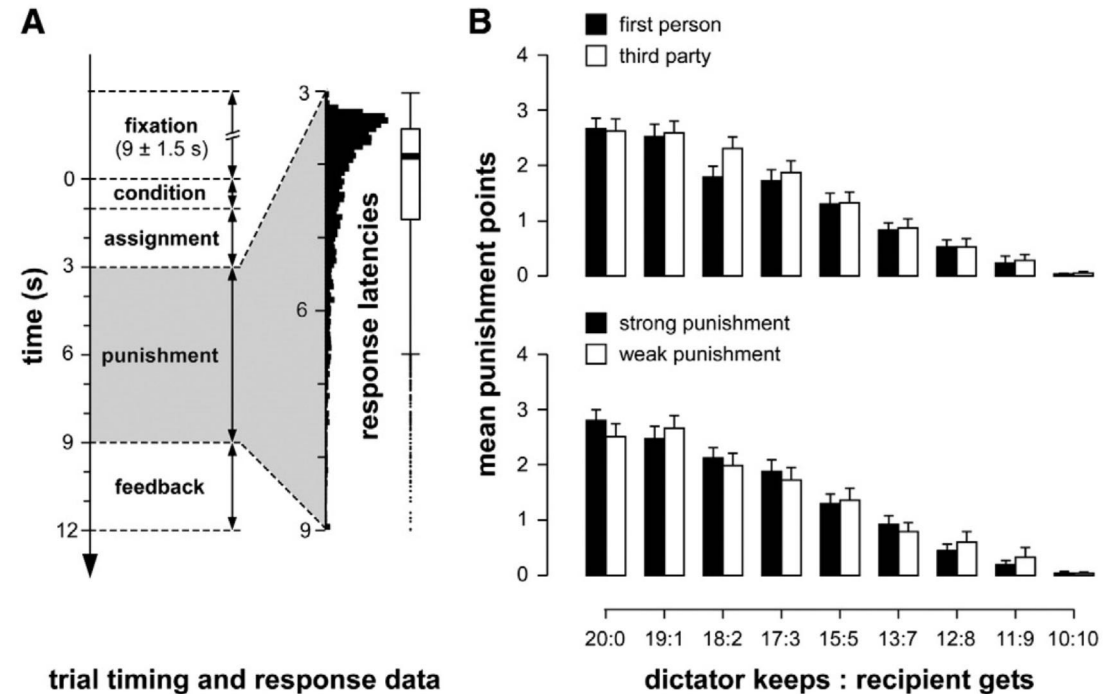 A
time (s)
0
3
6
9
12
fixation
(9 ± 1.5 s)
condition
assignment
punishment
feedback
3
6
9
response latencies
trial timing and response data
B
first person
third party
4
3
2
1
0
mean punishment points
strong punishment
weak punishment
4
3
2
1
0
20:0 19:1 18:2 17:3 15:5 13:7 12:8 11:9 10:10
dictator keeps : recipient gets